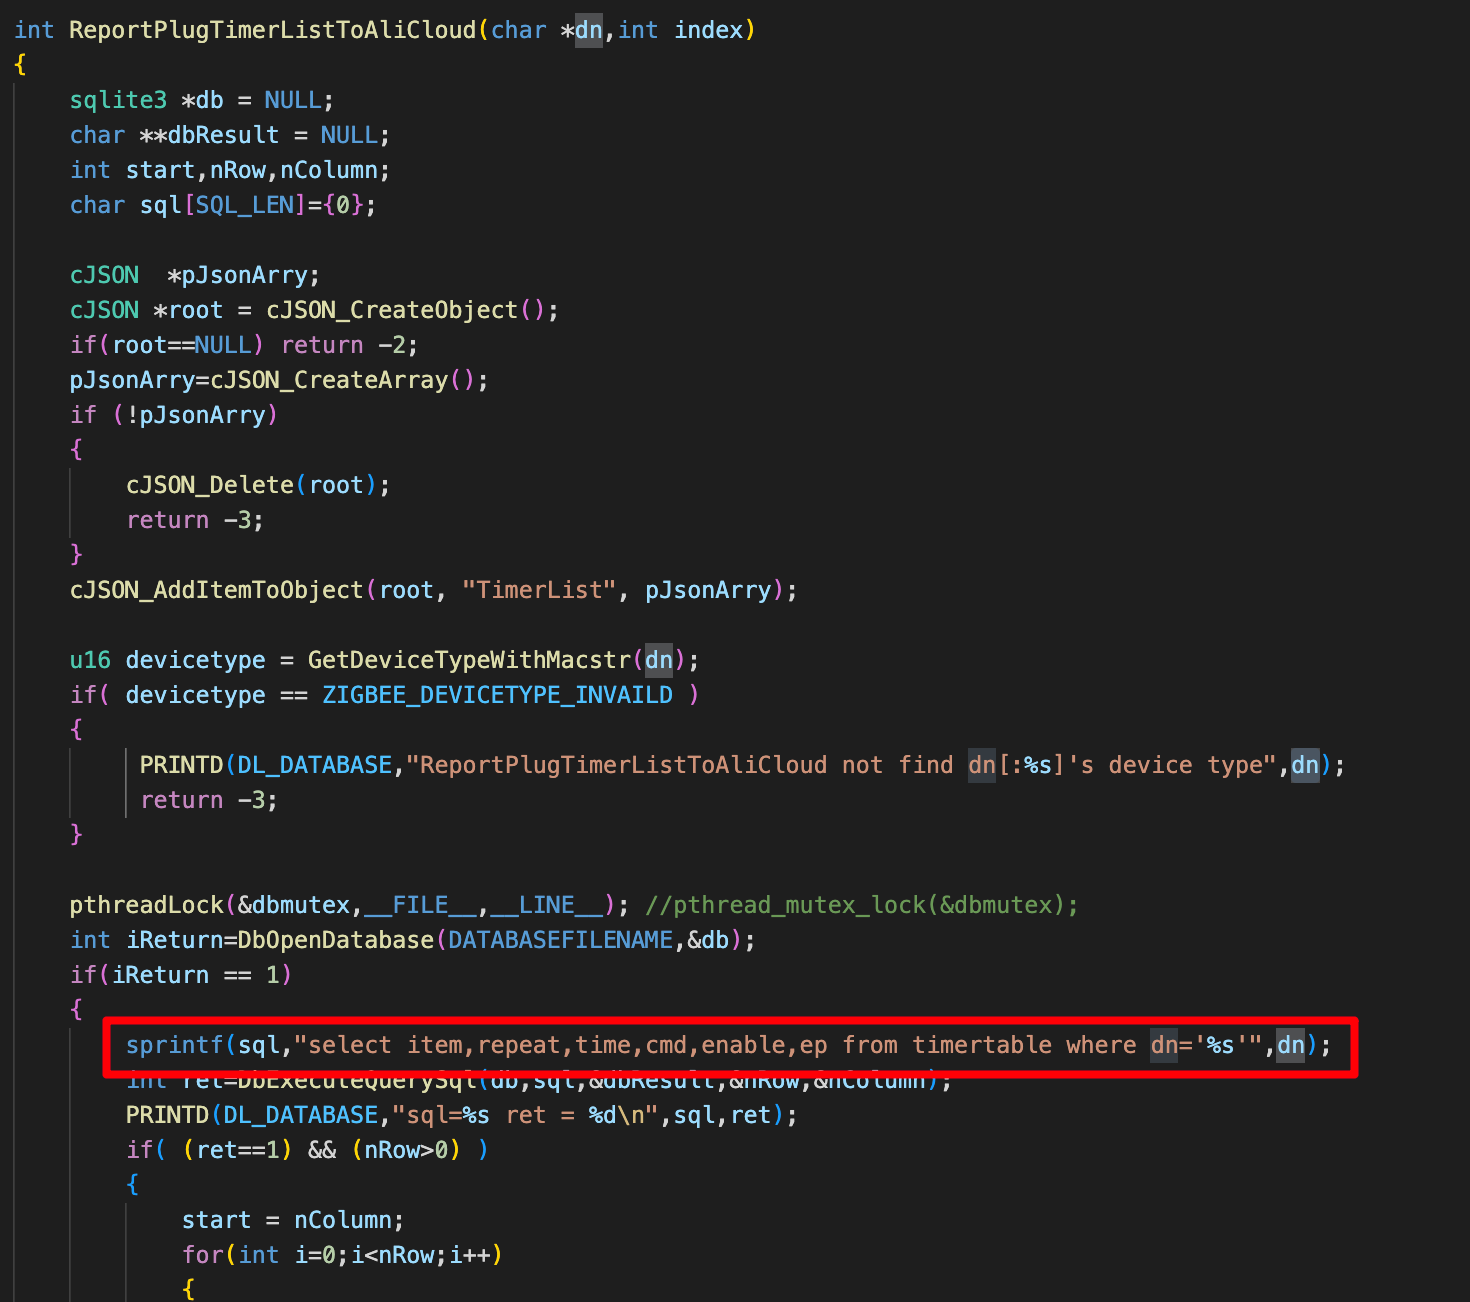 int ReportPlugTimerListToAliCloud(char *dn,int index)
{
    sqlite3 *db = NULL;
    char **dbResult = NULL;
    int start,nRow,nColumn;
    char sql[SQL_LEN]={0};

    cJSON  *pJsonArry;
    cJSON *root = cJSON_CreateObject();
    if(root==NULL) return -2;
    pJsonArry=cJSON_CreateArray();
    if (!pJsonArry)
    {
        cJSON_Delete(root);
        return -3;
    }
    cJSON_AddItemToObject(root, "TimerList", pJsonArry);

    u16 devicetype = GetDeviceTypeWithMacstr(dn);
    if( devicetype == ZIGBEE_DEVICETYPE_INVAILD )
    {
         PRINTD(DL_DATABASE,"ReportPlugTimerListToAliCloud not find dn[:%s]'s device type",dn);
         return -3;
    }

    pthreadLock(&dbmutex,__FILE__,__LINE__); //pthread_mutex_lock(&dbmutex);
    int iReturn=DbOpenDatabase(DATABASEFILENAME,&db);
    if(iReturn == 1)
    {
        sprintf(sql,"select item,repeat,time,cmd,enable,ep from timertable where dn='%s'",dn);
        int ret=DbExecuteQuerySql(db,sql,&dbResult,&nRow,&nColumn);
        PRINTD(DL_DATABASE,"sql=%s ret = %d\n",sql,ret);
        if( (ret==1) && (nRow>0) )
        {
            start = nColumn;
            for(int i=0;i<nRow;i++)
            {